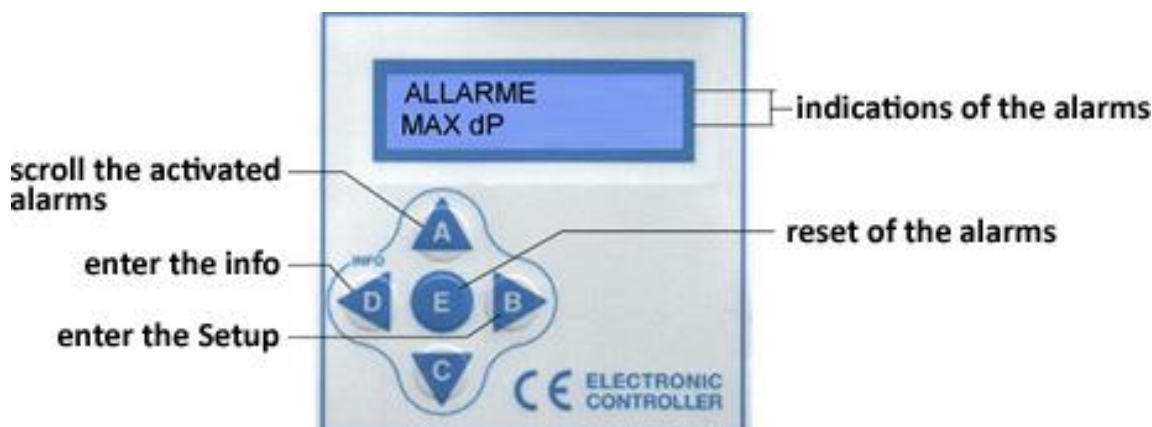 ALLARME
MAX dP
indications of the alarms
scroll the activated
alarms
A
reset of the alarms
enter the info
INFO
D
E
B
enter the Setup
C
CE ELECTRONIC
CONTROLLER